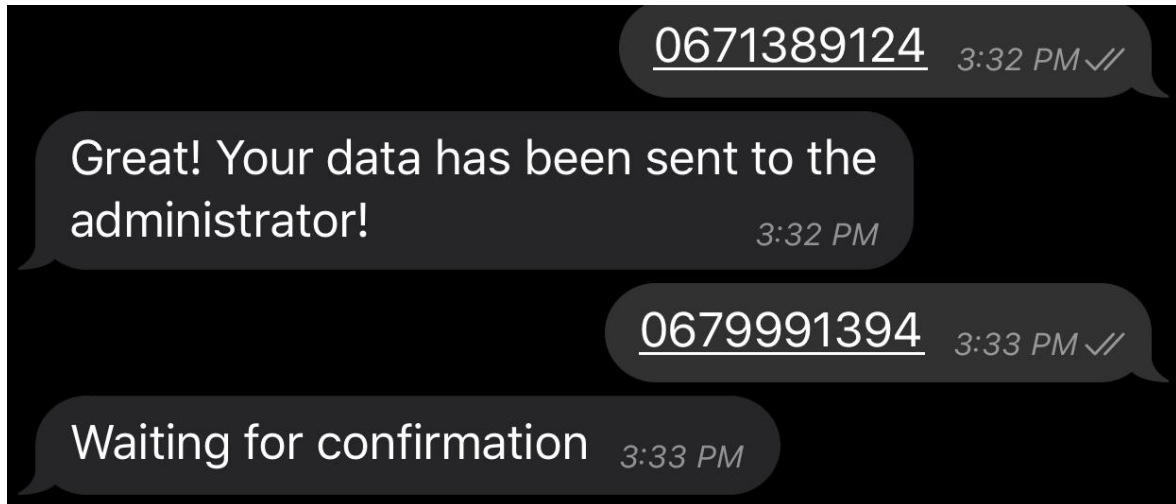 0671389124 3:32 PM
Great! Your data has been sent to the
administrator! 3:32 PM
0679991394 3:33 PM
Waiting for confirmation 3:33 PM